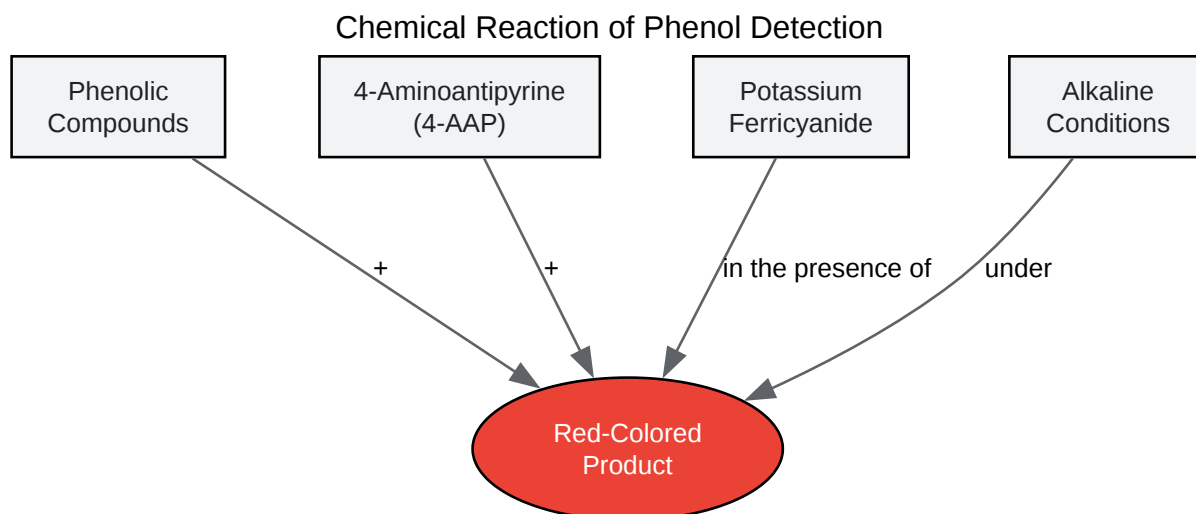 Chemical Reaction of Phenol Detection
Phenolic
Compounds
4-Aminoantipyrine
(4-AAP)
Potassium
Ferricyanide
Alkaline
Conditions
+
+
in the presence of
under
Red-Colored
Product